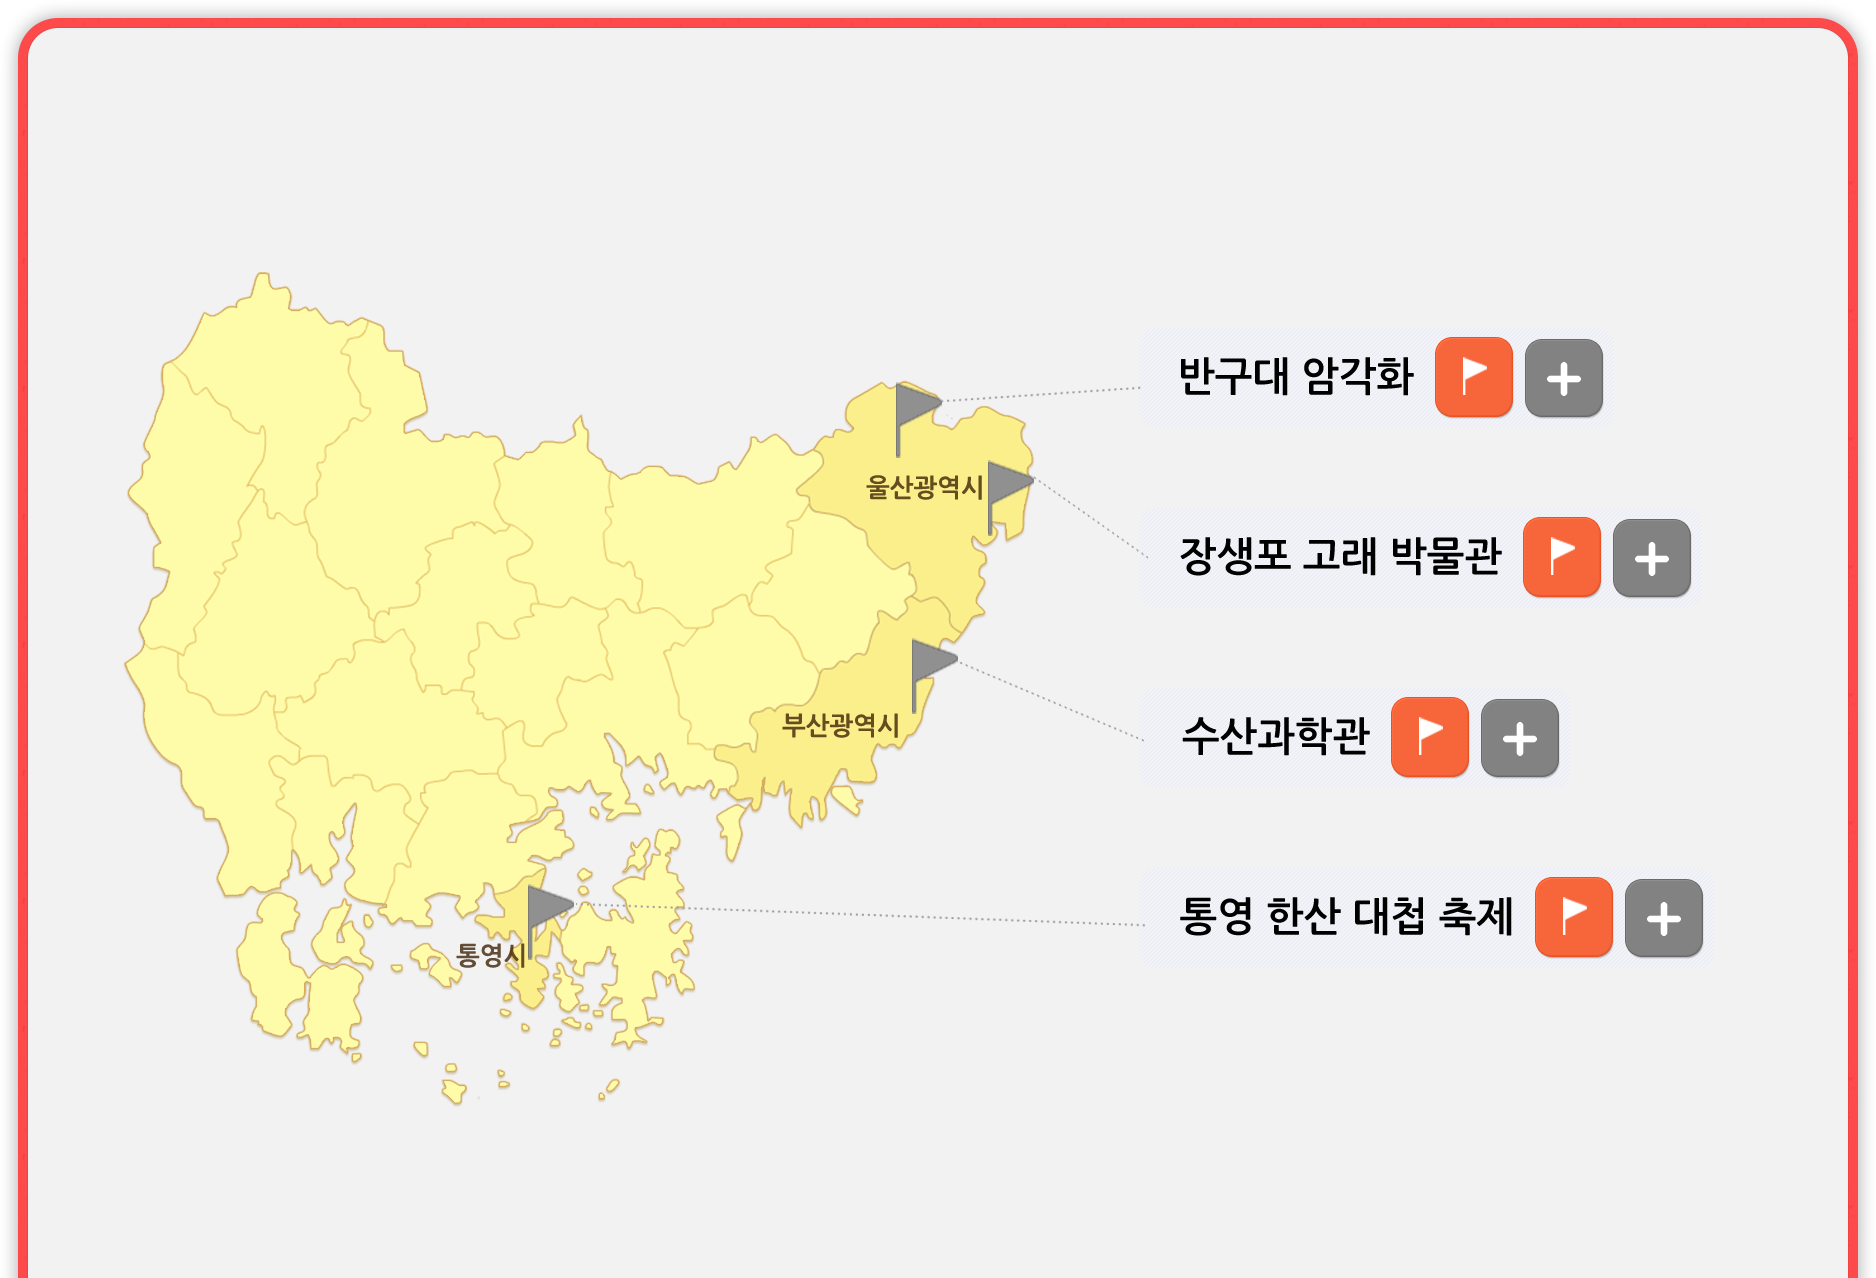 반구대 암각화
울산광역시
장생포 고래 박물관
부산광역시
수산과학관
통영 한산 대첩 축제
통영시